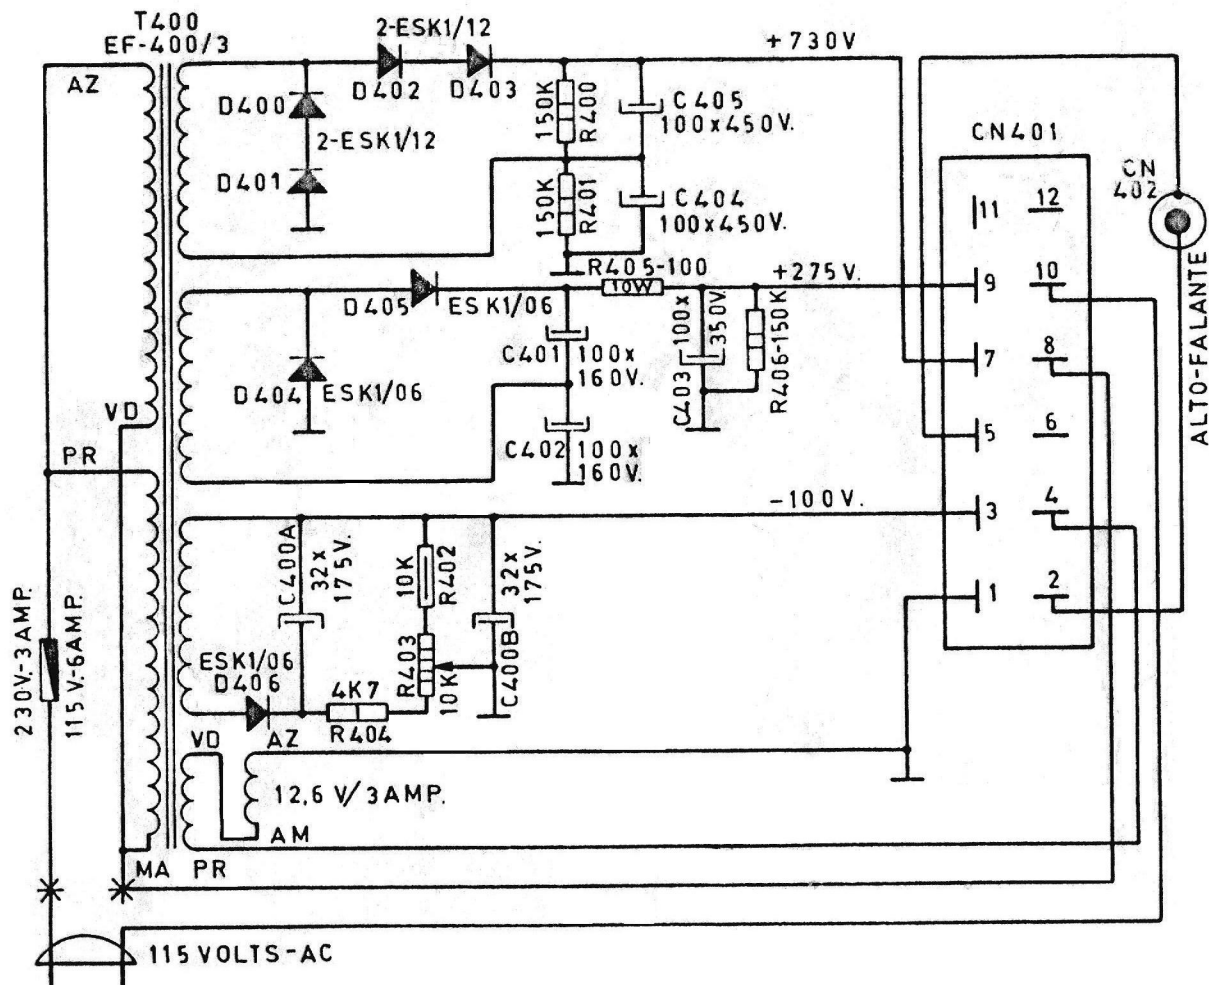 T400
EF-400/3
2-ESK1/12
+730V
AZ
D400
D402
D403
150K
R400
C405
100x450V.
CN401
2-ESK1/12
D401
150K
R401
C404
100x450V.
CN
402
11
12
R405-100
10W
+275V.
9
10
D405
ESK1/06
100x
350V.
C403
R406-150K
ALTO-FALANTE
C401 100x
160V.
7
8
D404
ESK1/06
VD
PR
C402 100x
160V.
5
6
-100V.
3
4
C400A
32x
175V.
10K
R402
32x
175V.
C400B
1
2
230V.-3AMP.
115V.-6AMP.
ESK1/06
D406
R403
10K
4K7
R404
VD
AZ
12,6 V/3AMP.
AM
MA
PR
115 VOLTS-AC